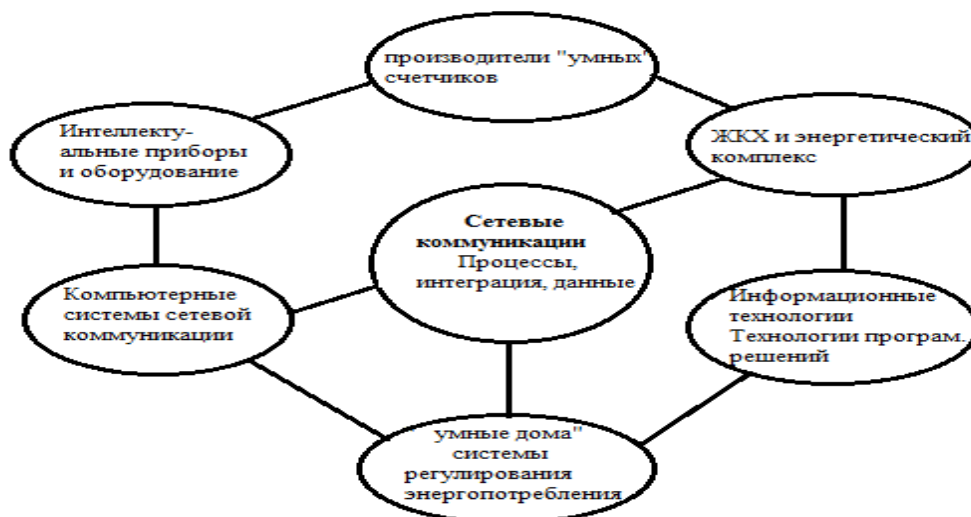 производители "умных"
счетчиков
Интеллекту-
альные приборы
и оборудование
ЖКХ и энергетический
комплекс
Сетевые
коммуникации
Процессы,
интеграция, данные
Компьютерные
системы сетевой
коммуникации
Информационные
технологии
Технологии програм.
решений
умные дома"
системы
регулирования
энергопотребления